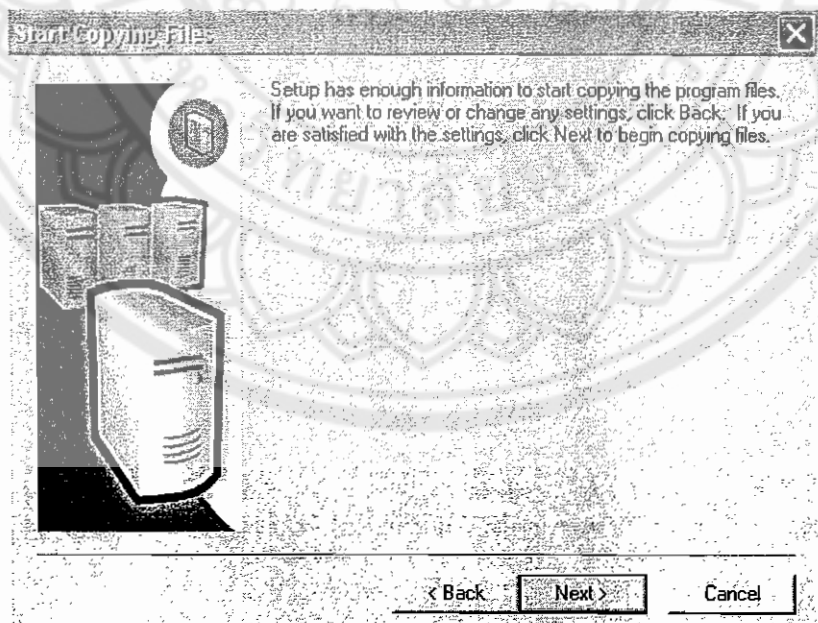 Start Copying Files
Setup has enough information to start copying the program files.
If you want to review or change any settings, click Back. If you
are satisfied with the settings, click Next to begin copying files.
< Back
Next >
Cancel